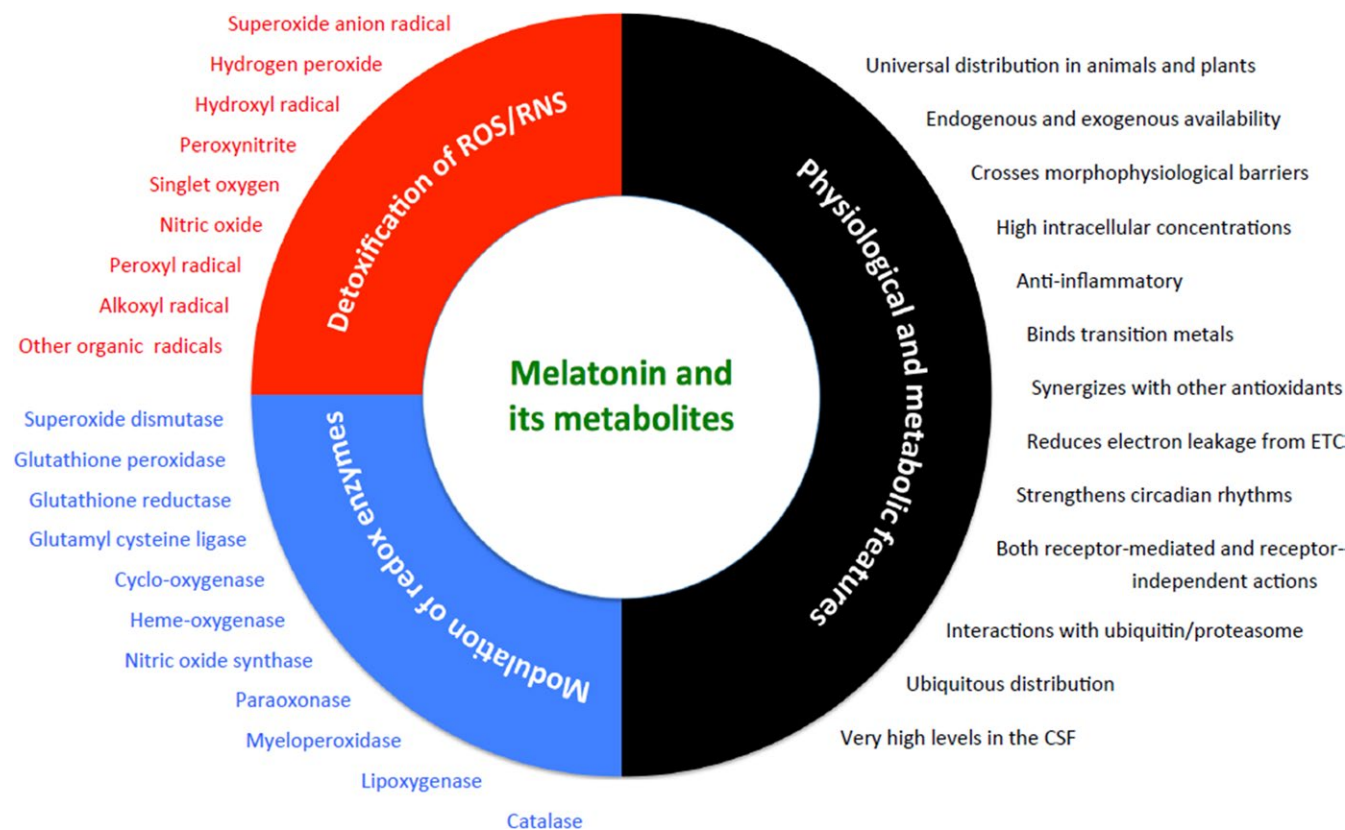 Superoxide anion radical
Hydrogen peroxide
Hydroxyl radical
Peroxynitrite
Singlet oxygen
Nitric oxide
Peroxyl radical
Alkoxyl radical
Other organic radicals
Detoxification of ROS/RNS
Superoxide dismutase
Glutathione peroxidase
Glutathione reductase
Glutamyl cysteine ligase
Cyclo-oxygenase
Heme-oxygenase
Nitric oxide synthase
Paraoxonase
Myeloperoxidase
Lipoxygenase
Catalase
Modulation of redox enzymes
Melatonin and
its metabolites
Physiological and metabolic features
Universal distribution in animals and plants
Endogenous and exogenous availability
Crosses morphophysiological barriers
High intracellular concentrations
Anti-inflammatory
Binds transition metals
Synergizes with other antioxidants
Reduces electron leakage from ETC
Strengthens circadian rhythms
Both receptor-mediated and receptor-
independent actions
Interactions with ubiquitin/proteasome
Ubiquitous distribution
Very high levels in the CSF